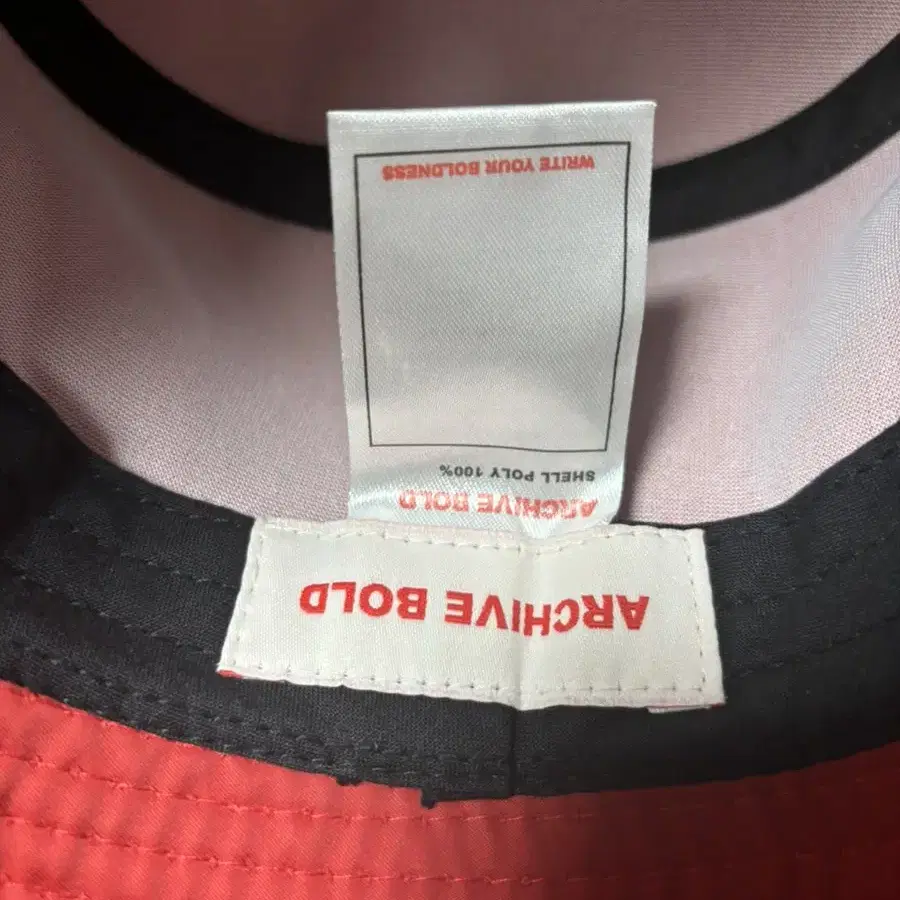 ARCHIVE BOLD
ARCHIVE BOLD
SHELL POLY 100%
WRITE YOUR BOLDNESS